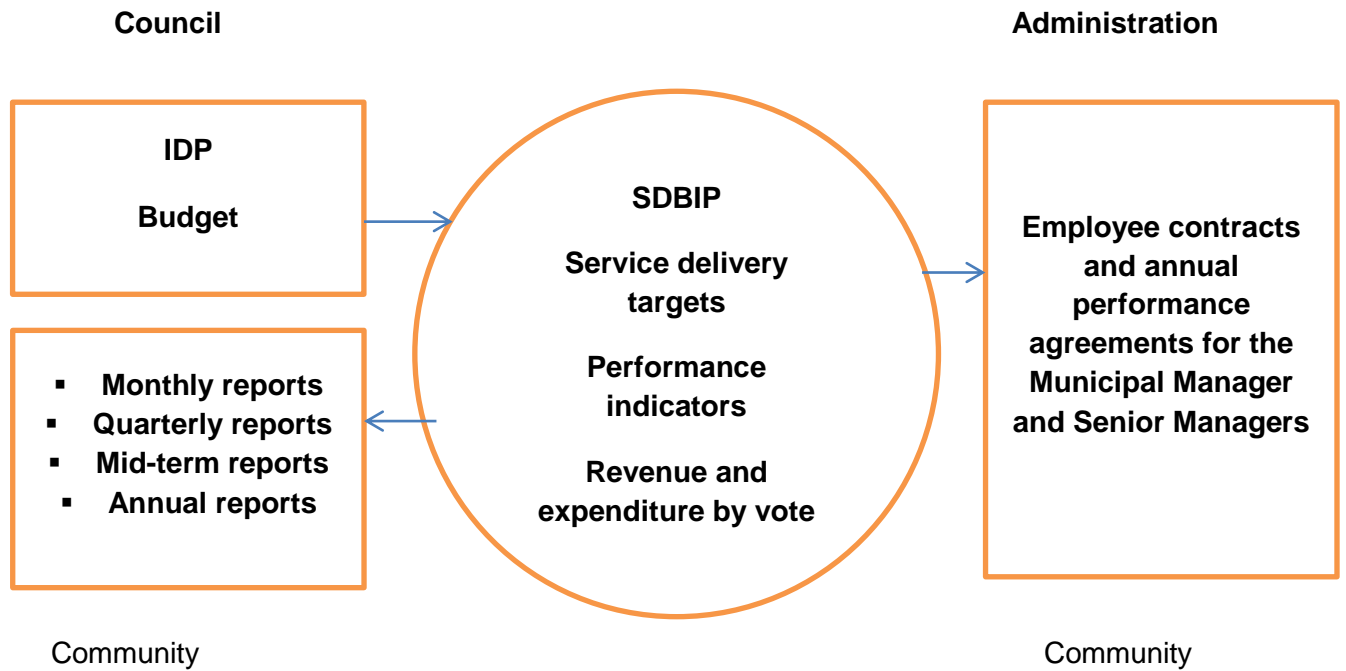 Council
Administration
IDP
Budget
▪ Monthly reports
▪ Quarterly reports
▪ Mid-term reports
▪ Annual reports
SDBIP
Service delivery
targets
Performance
indicators
Revenue and
expenditure by vote
Employee contracts
and annual
performance
agreements for the
Municipal Manager
and Senior Managers
Community
Community